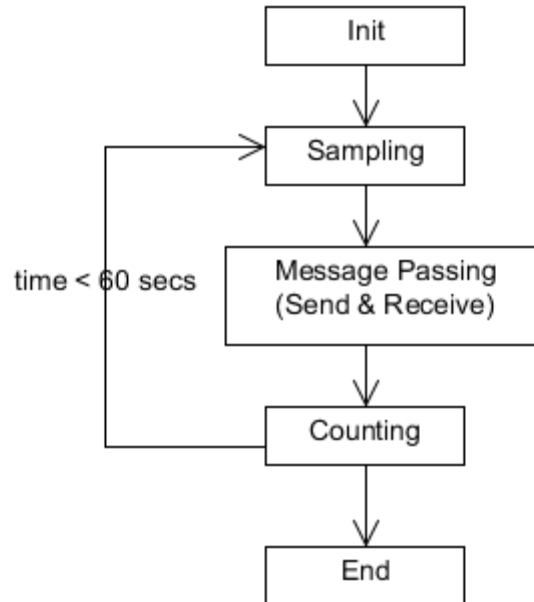 Init
Sampling
time < 60 secs
Message Passing
(Send & Receive)
Counting
End